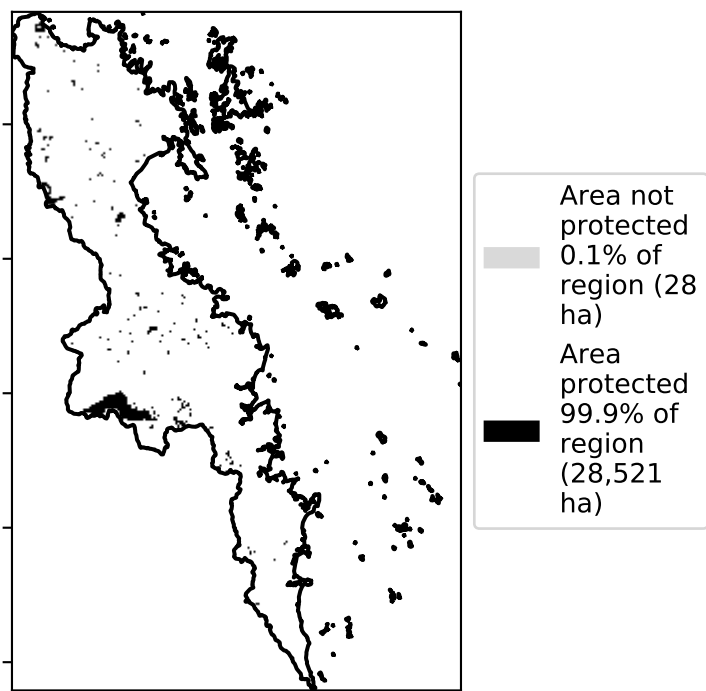 Area not
protected
0.1% of
region (28
ha)
Area
protected
99.9% of
region
(28,521
ha)